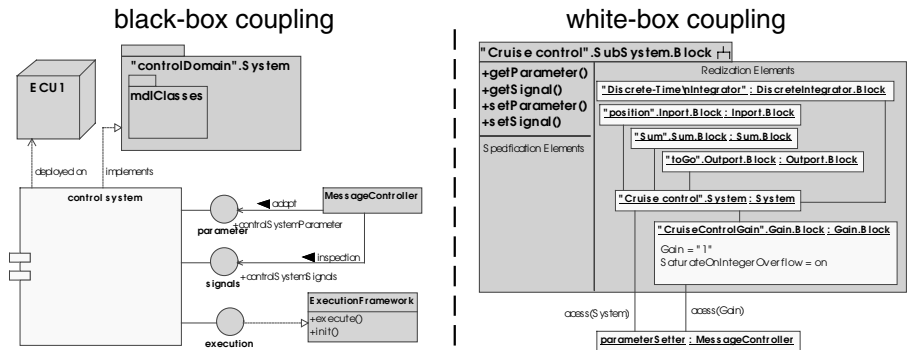 black-box coupling
ECU1
"controlDomain".System
mdlClasses
deployed on
implements
control system
MessageController
adapt
parameter
+controlSystemParameter
inspection
+controlSystemSignals
signals
ExecutionFramework
+execute()
+init()
execution
white-box coupling
"Cruise control".SubSystem.Block
+getParameter()
+getSignal()
+setParameter()
+setSignal()
Specification Elements
Realization Elements
"Discrete-Time\nIntegrator" : DiscreteIntegrator.Block
"position".Inport.Block : Inport.Block
"Sum".Sum.Block : Sum.Block
"toGo".Outport.Block : Outport.Block
"Cruise control".System : System
"CruiseControlGain".Gain.Block : Gain.Block
Gain = "1"
SaturateOnIntegerOverflow = on
access(System)
access(Gain)
parameterSetter : MessageController